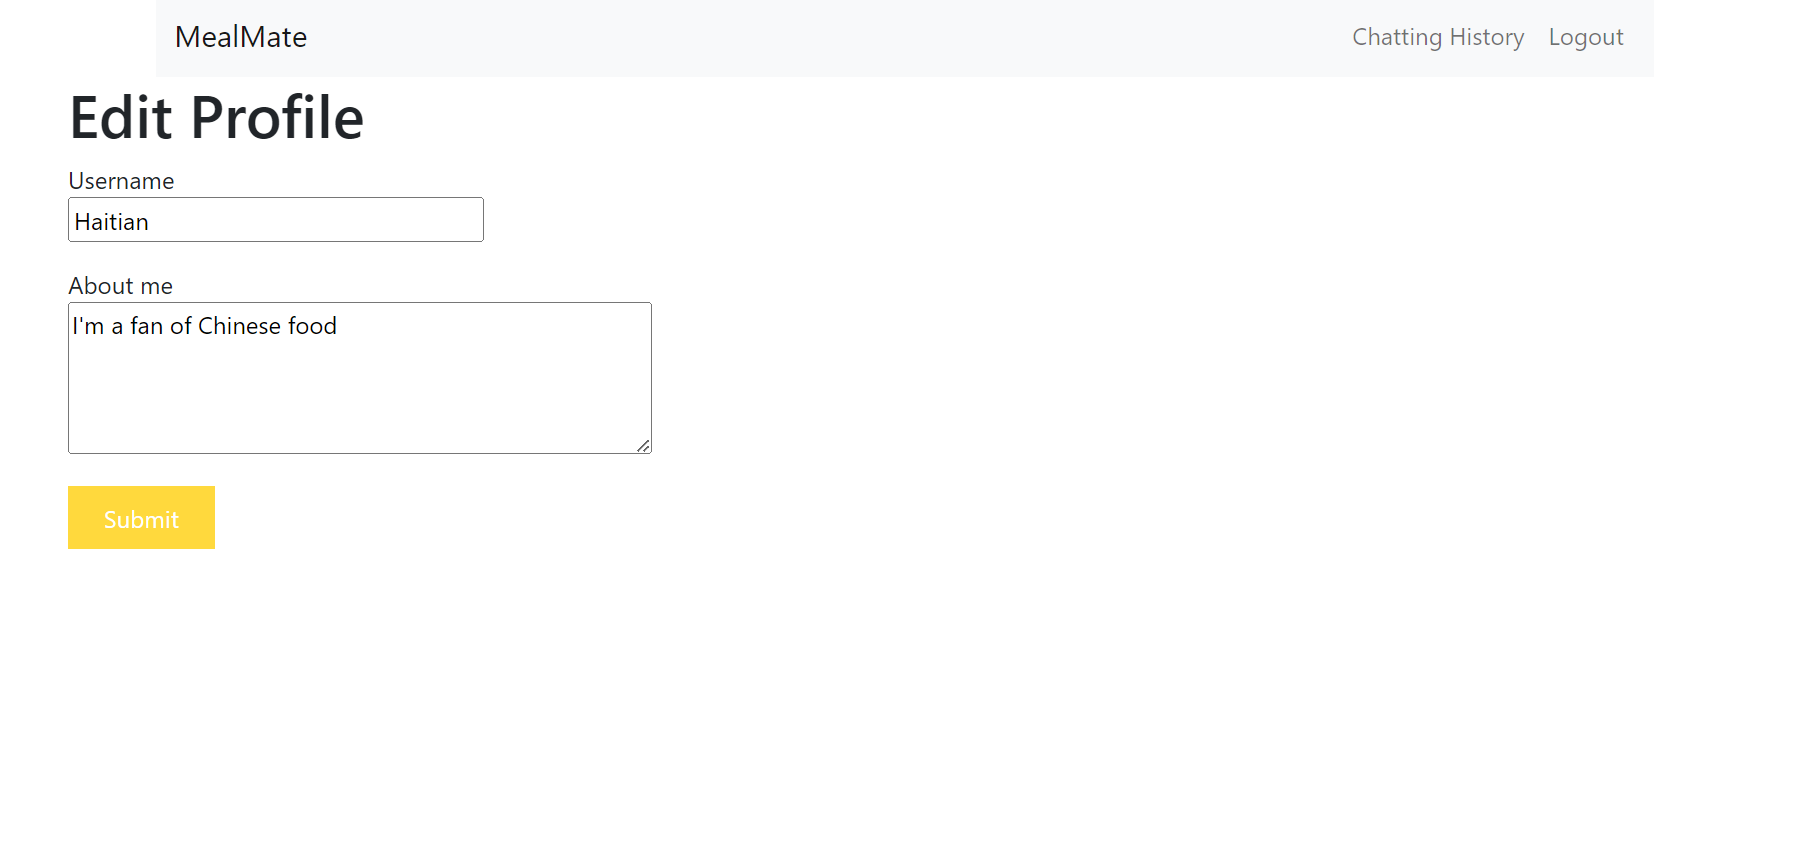 MealMate
Chatting History
Logout
Edit Profile
Username
Haitian
About me
I'm a fan of Chinese food
Submit